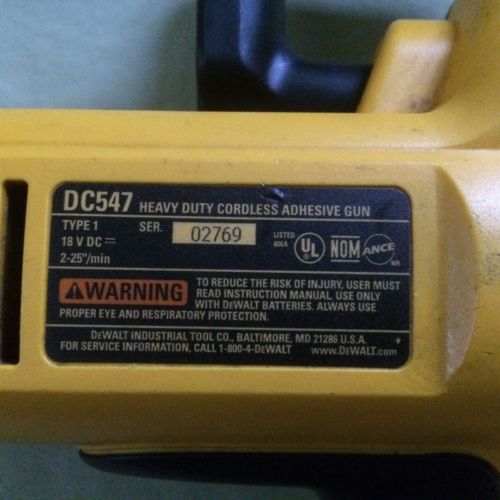 DC547 HEAVY DUTY CORDLESS ADHESIVE GUN
TYPE 1 SER. 02769
18 V DC
2-25"/min
LISTED
406A
UL
NOM
ANCE
WARNING
TO REDUCE THE RISK OF INJURY, USER MUST
READ INSTRUCTION MANUAL. USE ONLY
WITH DEWALT BATTERIES. ALWAYS USE
PROPER EYE AND RESPIRATORY PROTECTION.
DEWALT INDUSTRIAL TOOL CO., BALTIMORE, MD 21286 U.S.A.
FOR SERVICE INFORMATION, CALL 1-800-4-DEWALT www.DEWALT.com